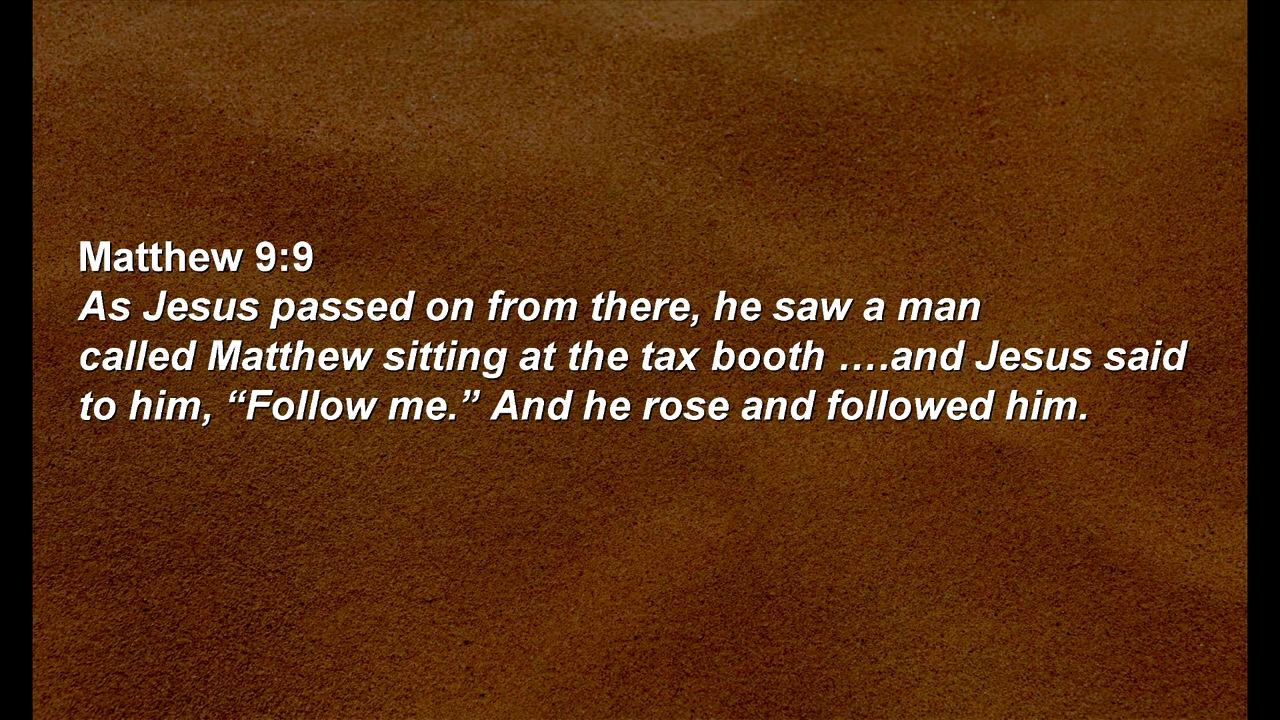 Matthew 9:9
As Jesus passed on from there, he saw a man
called Matthew sitting at the tax booth ….and Jesus said
to him, “Follow me.” And he rose and followed him.